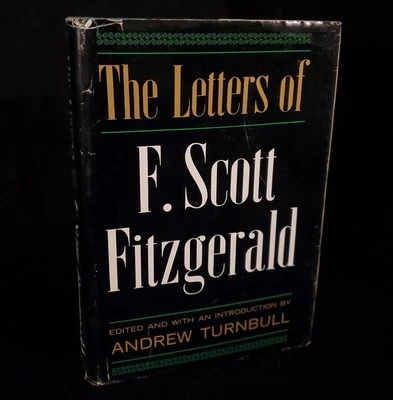 The Letters of
F. Scott
Fitzgerald
EDITED AND WITH AN INTRODUCTION BY
ANDREW TURNBULL